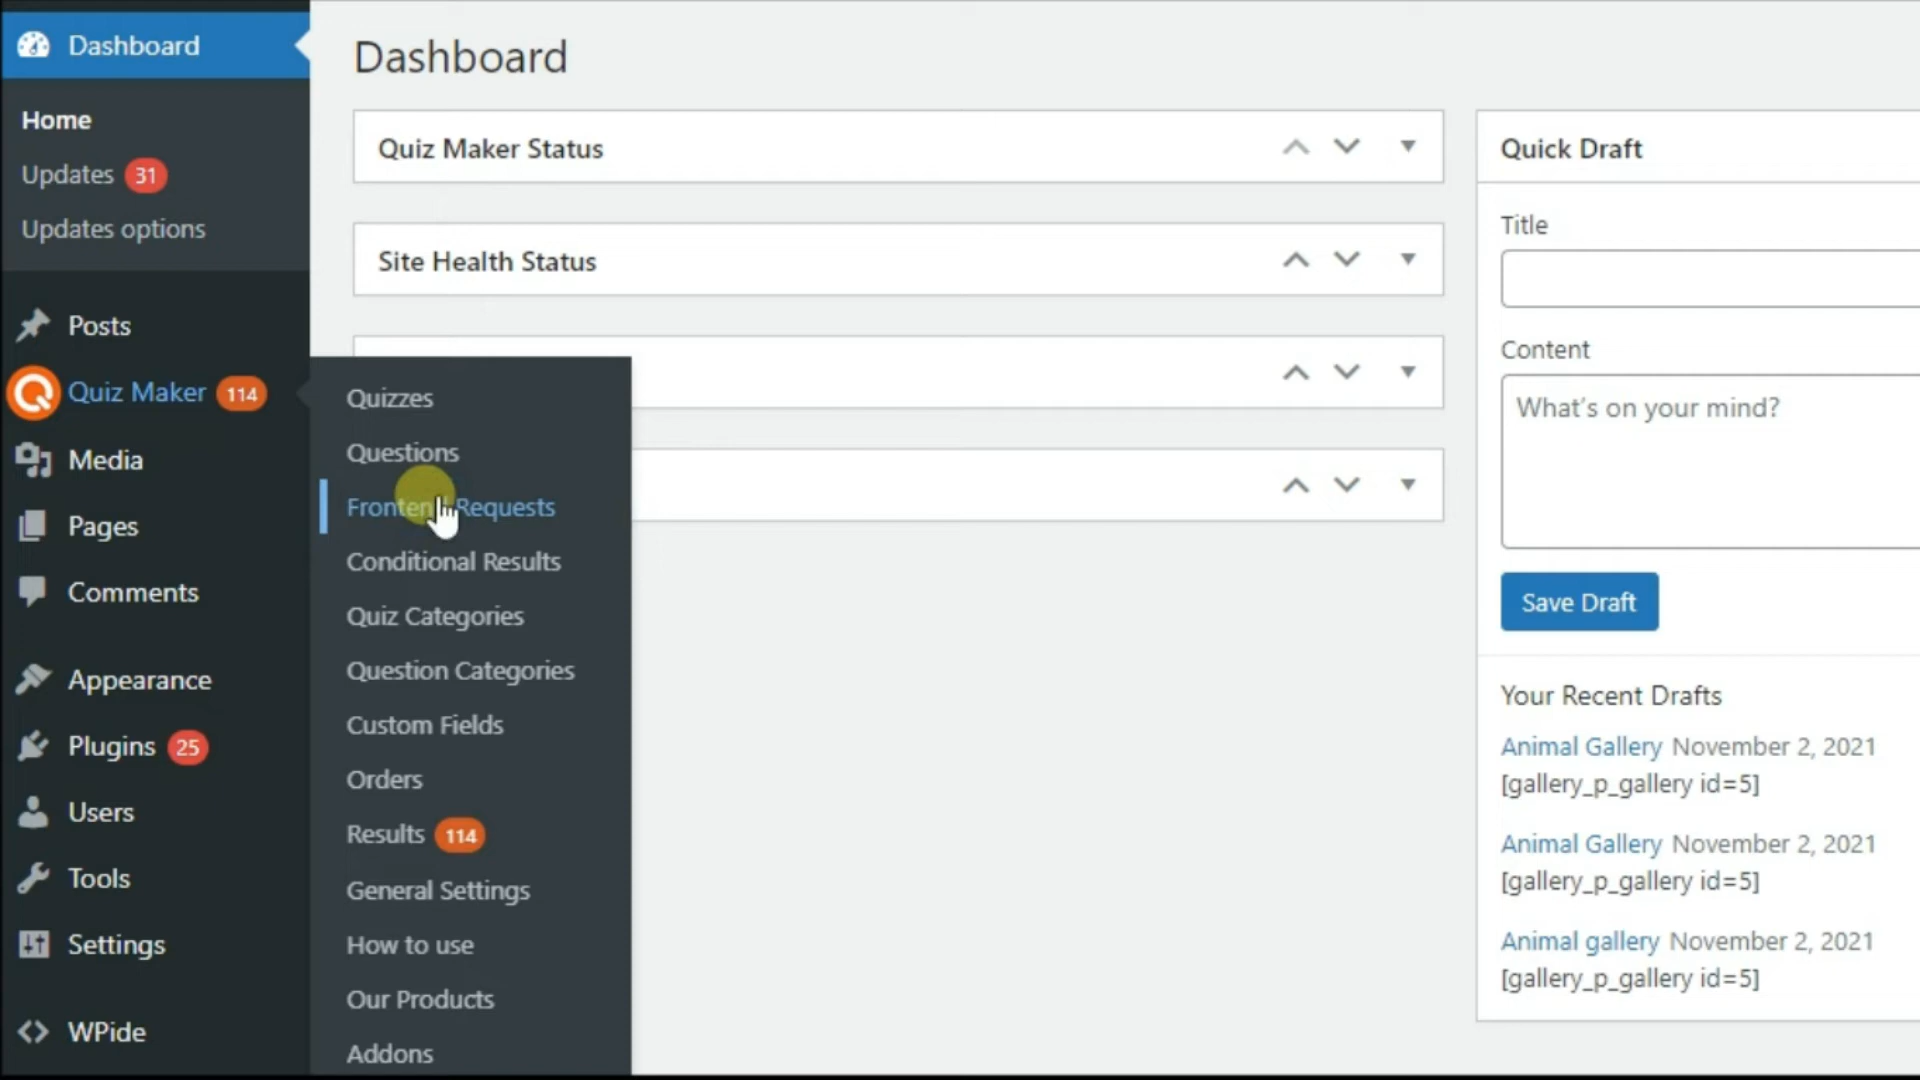 Dashboard
Home
Updates 31
Updates options
Posts
Quiz Maker 114
Media
Pages
Comments
Appearance
Plugins 25
Users
Tools
Settings
WPide
Quizzes
Questions
Frontend Requests
Conditional Results
Quiz Categories
Question Categories
Custom Fields
Orders
Results 114
General Settings
How to use
Our Products
Addons
Dashboard
Quiz Maker Status
Site Health Status
Quick Draft
Title
Content
What's on your mind?
Save Draft
Your Recent Drafts
Animal Gallery November 2, 2021
[gallery_p_gallery id=5]
Animal Gallery November 2, 2021
[gallery_p_gallery id=5]
Animal gallery November 2, 2021
[gallery_p_gallery id=5]